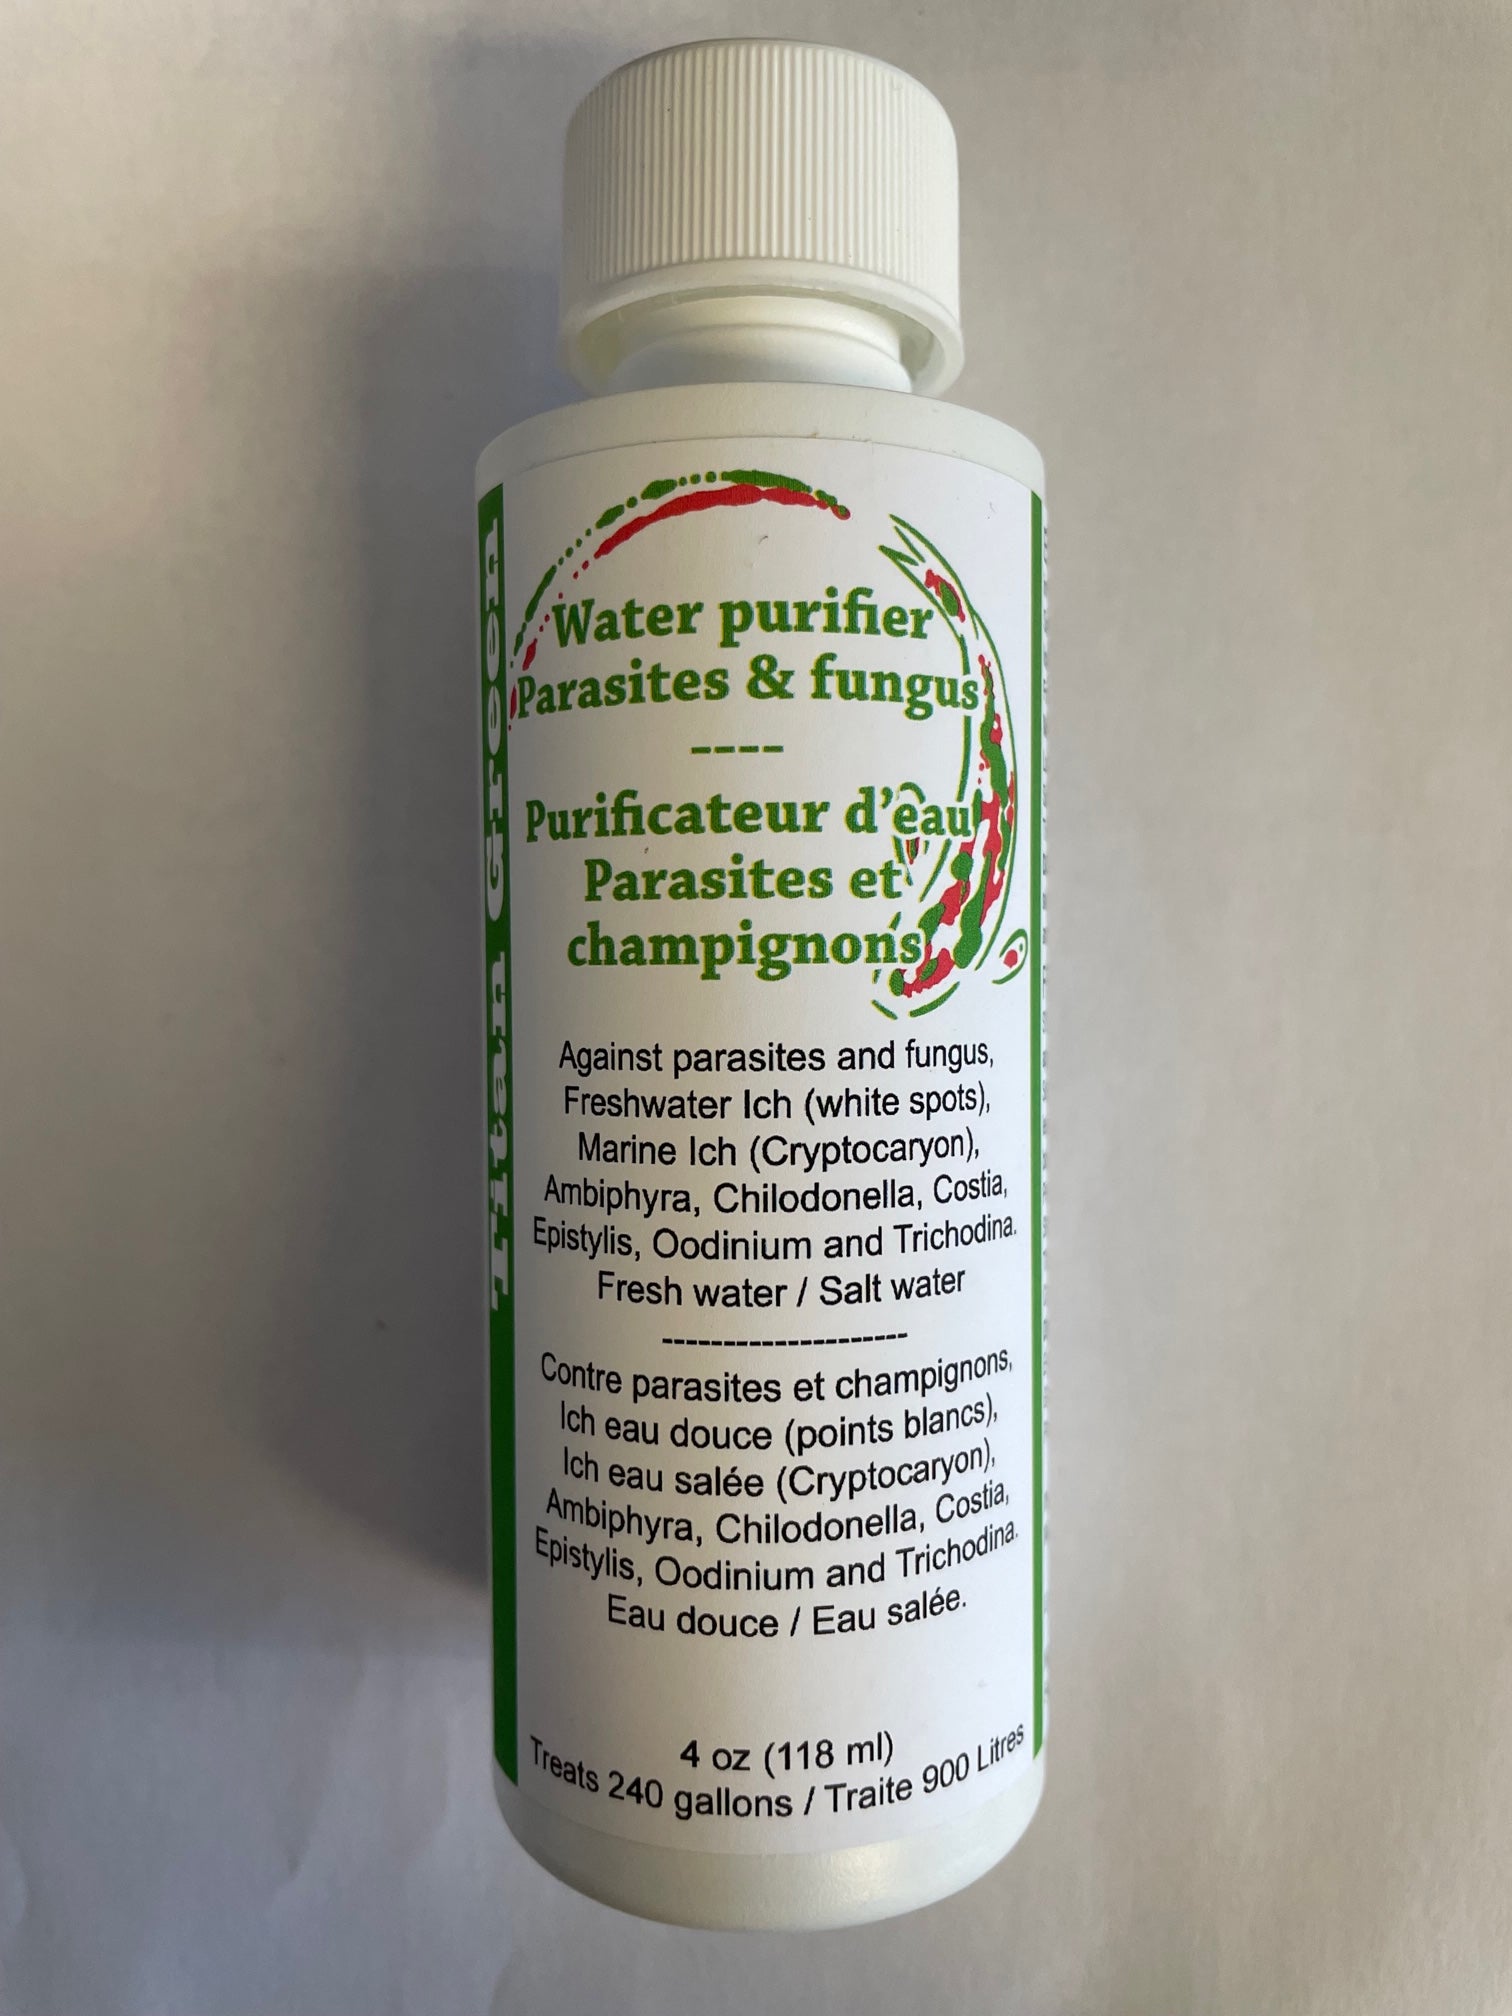 Titan Green
Water purifier
Parasites & fungus
----
Purificateur d'eau
Parasites et
champignons
Against parasites and fungus,
Freshwater Ich (white spots),
Marine Ich (Cryptocaryon),
Ambiphyra, Chilodonella, Costia,
Epistylis, Oodinium and Trichodina.
Fresh water / Salt water
--------------------
Contre parasites et champignons,
Ich eau douce (points blancs),
Ich eau salée (Cryptocaryon),
Ambiphyra, Chilodonella, Costia,
Epistylis, Oodinium and Trichodina.
Eau douce / Eau salée.
4 oz (118 ml)
Treats 240 gallons / Traite 900 Litres